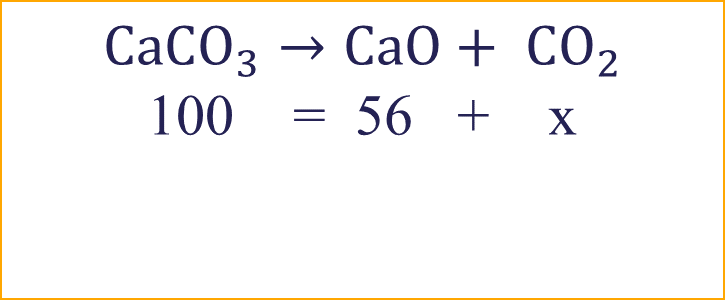 CaCO₃ → CaO + CO₂
100 = 56 + x